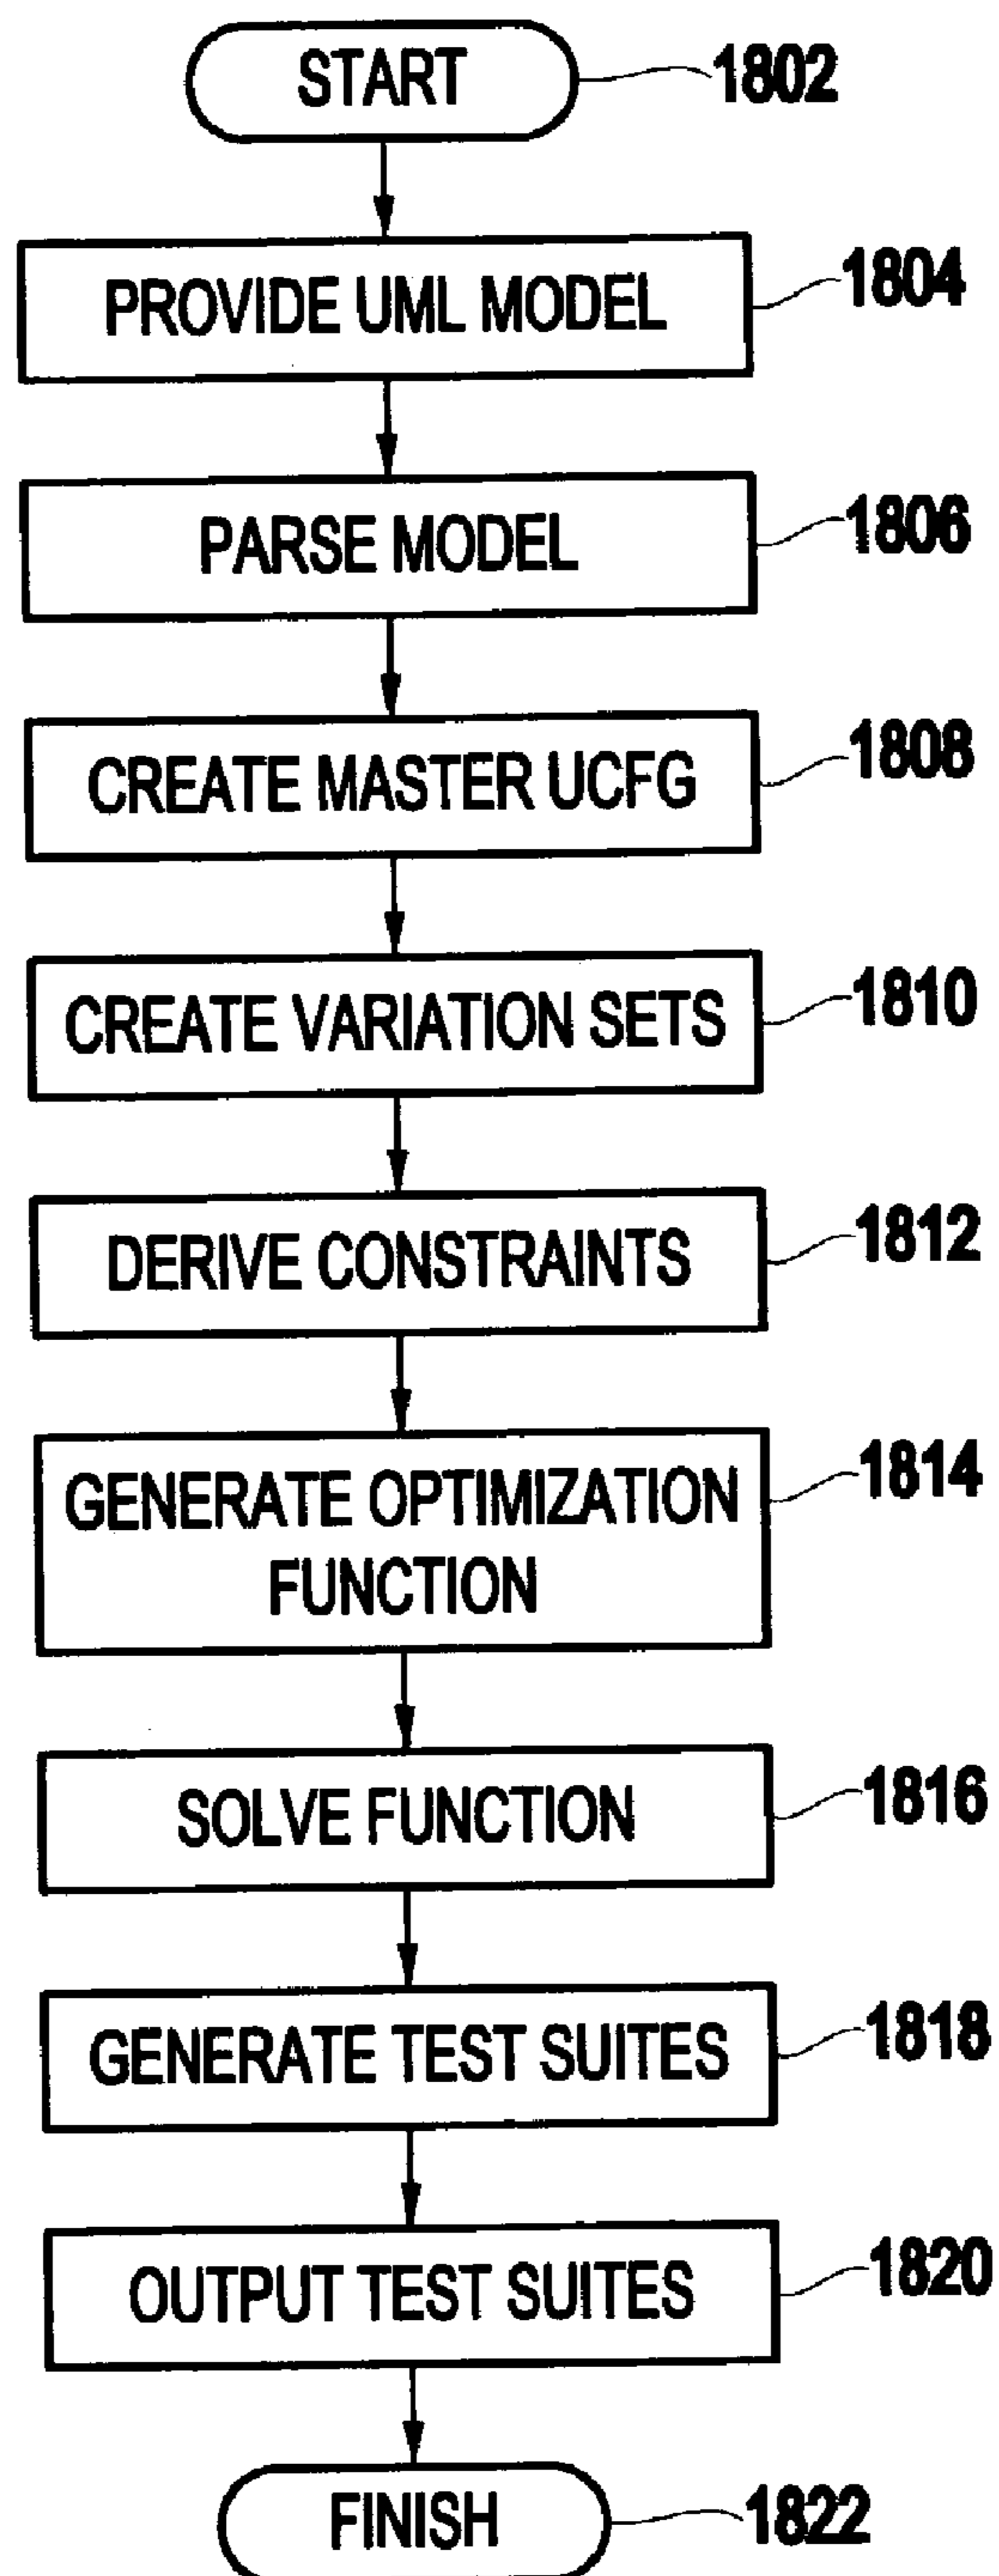 START
1802
PROVIDE UML MODEL
1804
PARSE MODEL
1806
CREATE MASTER UCFG
1808
CREATE VARIATION SETS
1810
DERIVE CONSTRAINTS
1812
GENERATE OPTIMIZATION
FUNCTION
1814
SOLVE FUNCTION
1816
GENERATE TEST SUITES
1818
OUTPUT TEST SUITES
1820
FINISH
1822